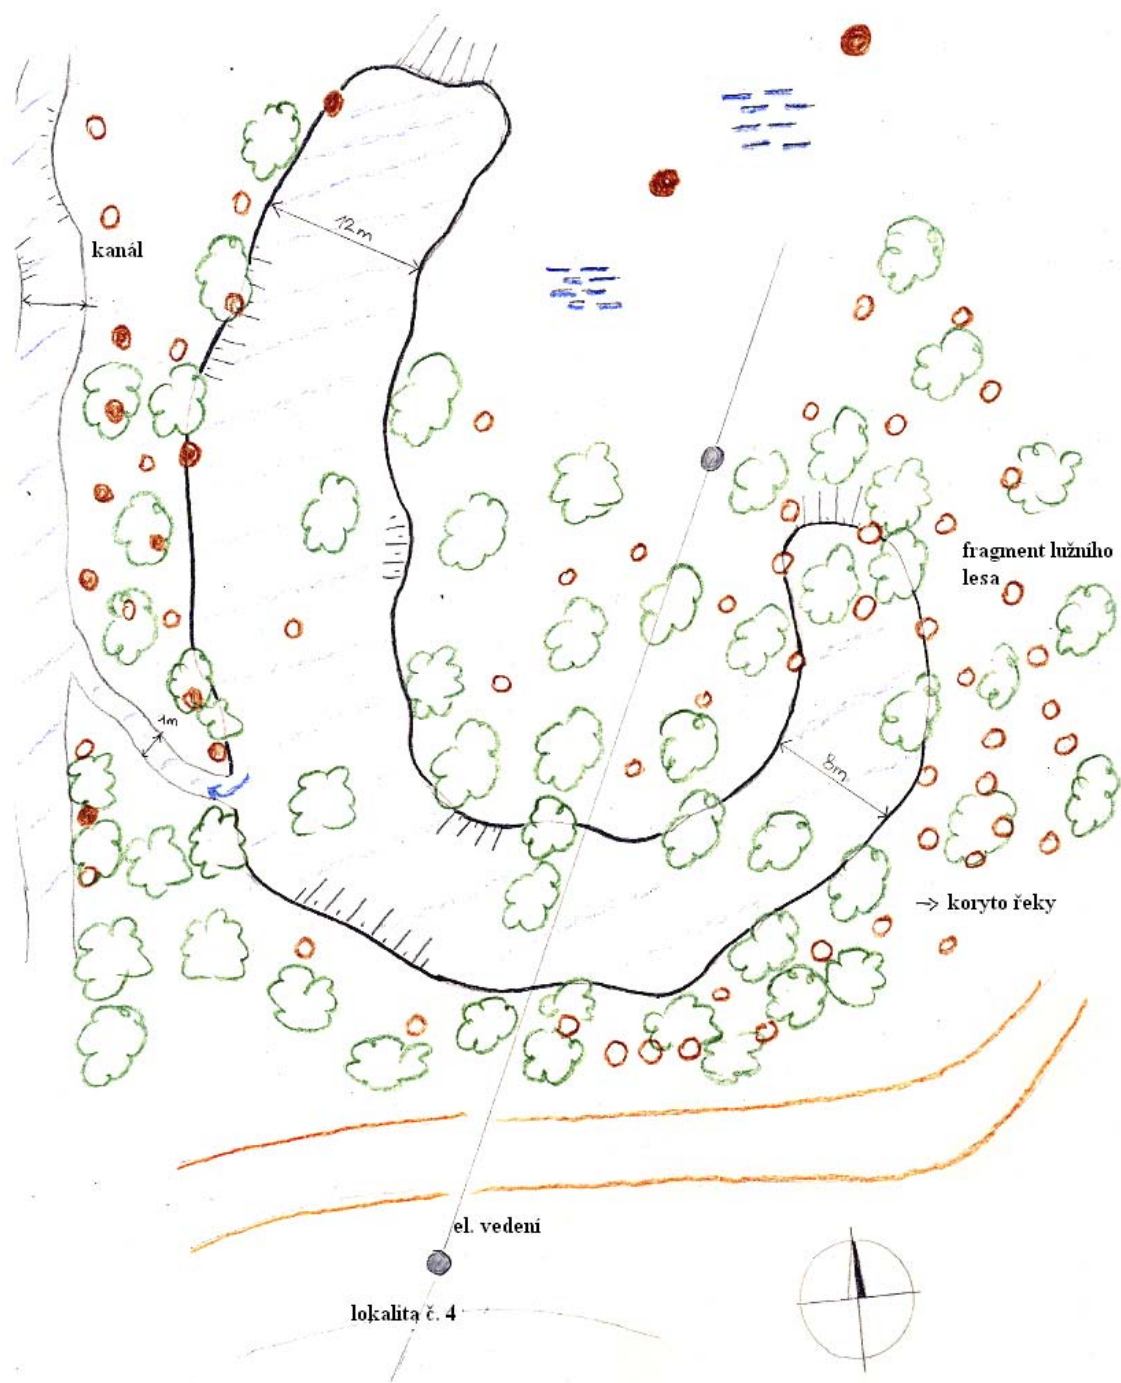 12m
kanál
fragment lužního
lesa
1m
8m
koryto řeky
el. vedení
lokalita č. 4